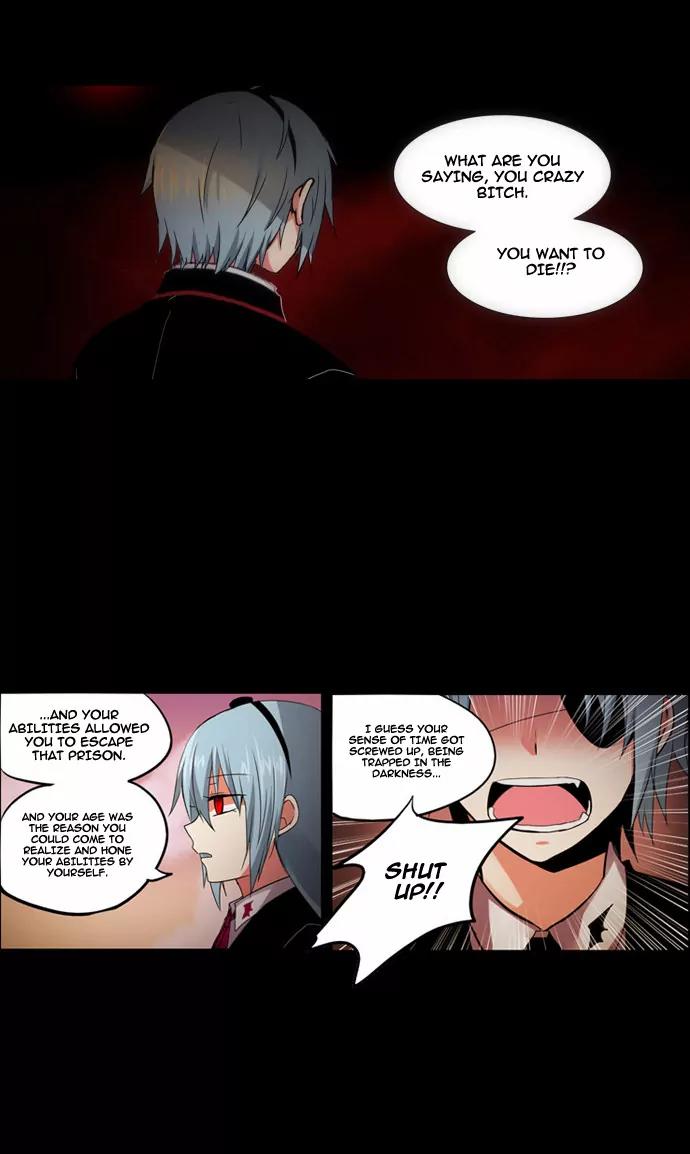 WHAT ARE YOU
SAYING, YOU CRAZY
BITCH.
YOU WANT TO
DIE!!?
...AND YOUR
ABILITIES ALLOWED
YOU TO ESCAPE
THAT PRISON.
AND YOUR AGE WAS
THE REASON YOU
COULD COME TO
REALIZE AND HONE
YOUR ABILITIES BY
YOURSELF.
I GUESS YOUR
SENSE OF TIME GOT
SCREWED UP, BEING
TRAPPED IN THE
DARKNESS...
SHUT
UP!!